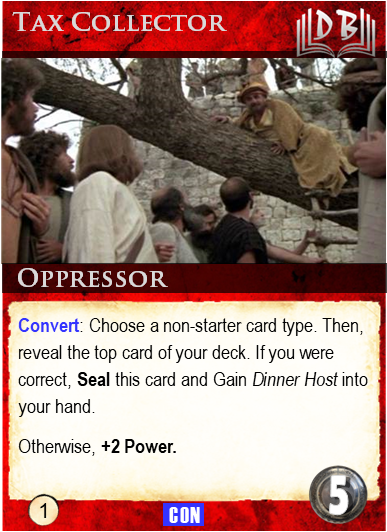 TAX COLLECTOR
DB
OPPRESSOR
Convert: Choose a non-starter card type. Then,
reveal the top card of your deck. If you were
correct, Seal this card and Gain Dinner Host into
your hand.
Otherwise, +2 Power.
1
CON
5